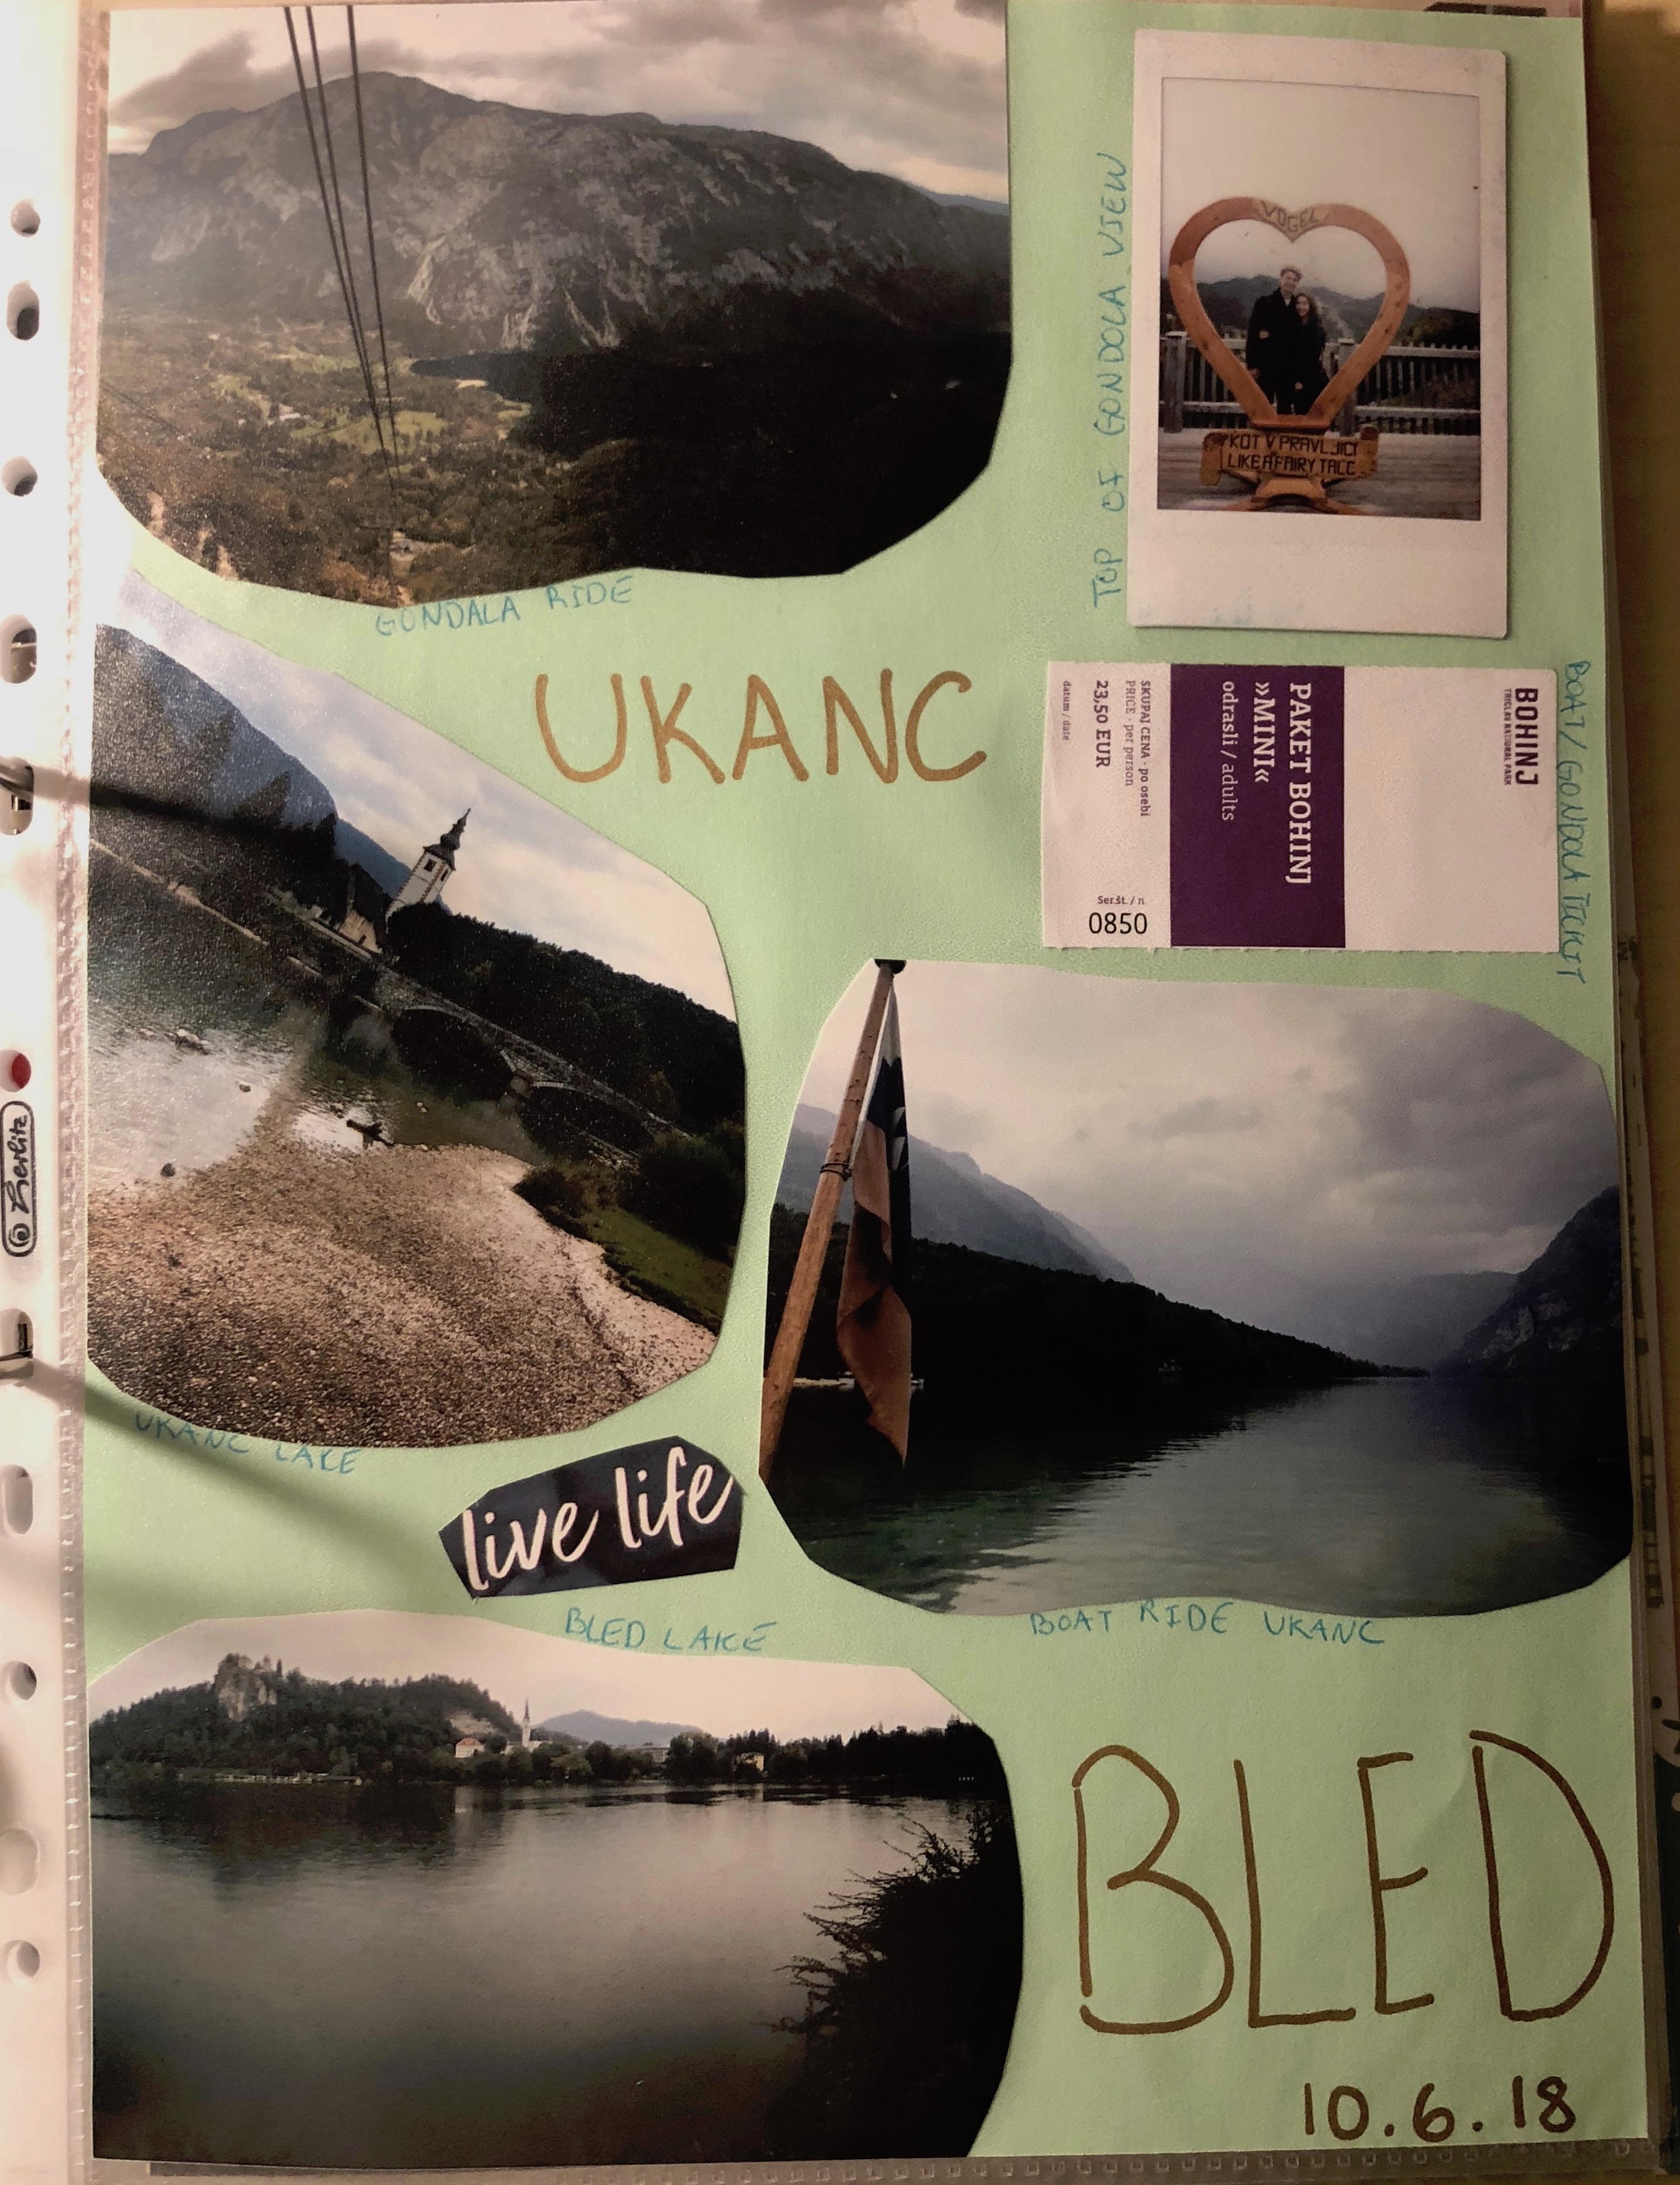 TOP OF GONDOLA VIEW
VOGEL
KOT V PRAVLJICI
LIKE A FAIRY TALE
GONDALA RIDE
UKANC
BOHINJ
TRIGLAV NATIONAL PARK
PAKET BOHINJ
»MINI«
odrasli / adults
SKUPAJ CENA - po osebi
PRICE - per person
23,50 EUR
datum / date
Ser.št. / n.
0850
BOAT/GONDOLA TICKIT
UKANC LAKE
live life
BOAT RIDE UKANC
BLED LAKE
BLED
10.6.18
Herlitz